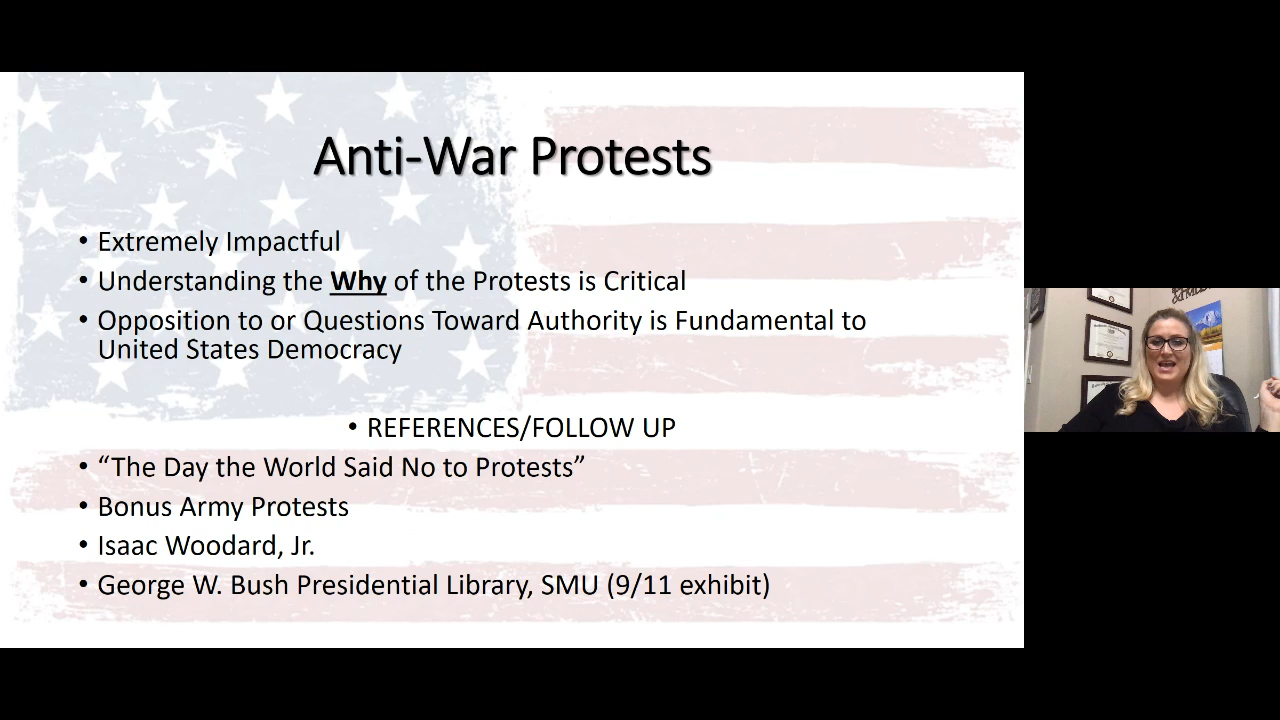 Anti-War Protests
• Extremely Impactful
• Understanding the Why of the Protests is Critical
• Opposition to or Questions Toward Authority is Fundamental to
United States Democracy
• REFERENCES/FOLLOW UP
• “The Day the World Said No to Protests”
• Bonus Army Protests
• Isaac Woodard, Jr.
• George W. Bush Presidential Library, SMU (9/11 exhibit)